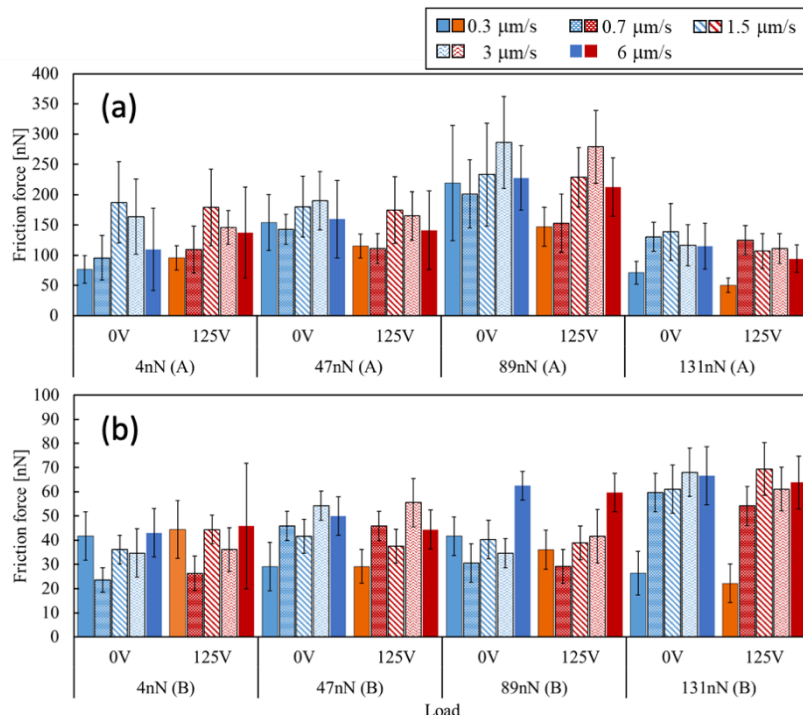 0.3 μm/s 0.7 μm/s 1.5 μm/s
3 μm/s 6 μm/s
(a)
Friction force [nN]
400
350
300
250
200
150
100
50
0
0V 125V 0V 125V 0V 125V 0V 125V
4nN (A) 47nN (A) 89nN (A) 131nN (A)
(b)
Friction force [nN]
100
90
80
70
60
50
40
30
20
10
0
0V 125V 0V 125V 0V 125V 0V 125V
4nN (B) 47nN (B) 89nN (B) 131nN (B)
Load